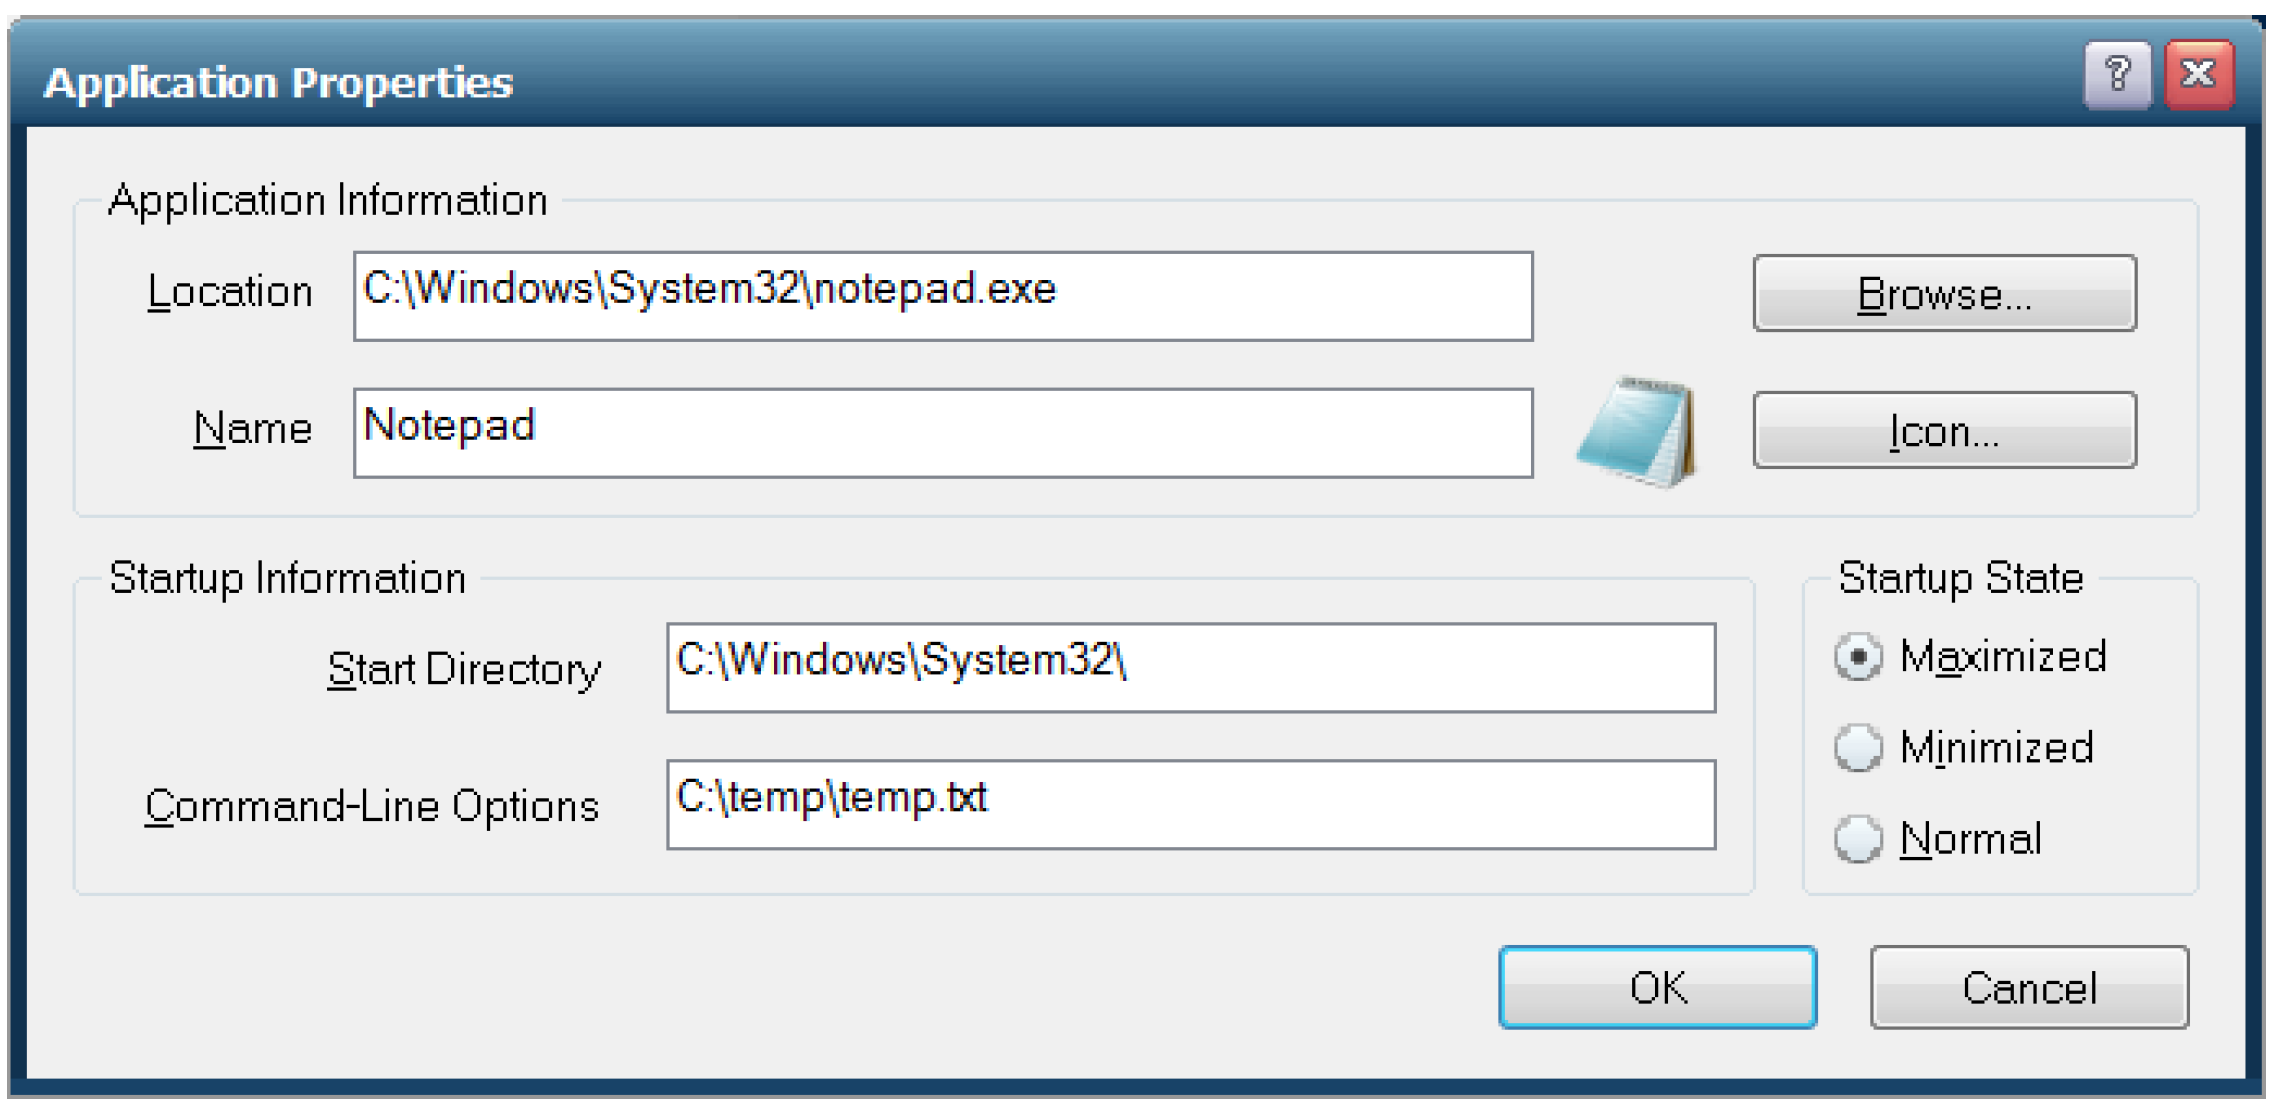 Application Properties
?
Application Information
Location C:\Windows\System32\notepad.exe Browse...
Name Notepad Icon...
Startup Information
Start Directory C:\Windows\System32\
Command-Line Options C:\temp\temp.txt
Startup State
Maximized
Minimized
Normal
OK Cancel